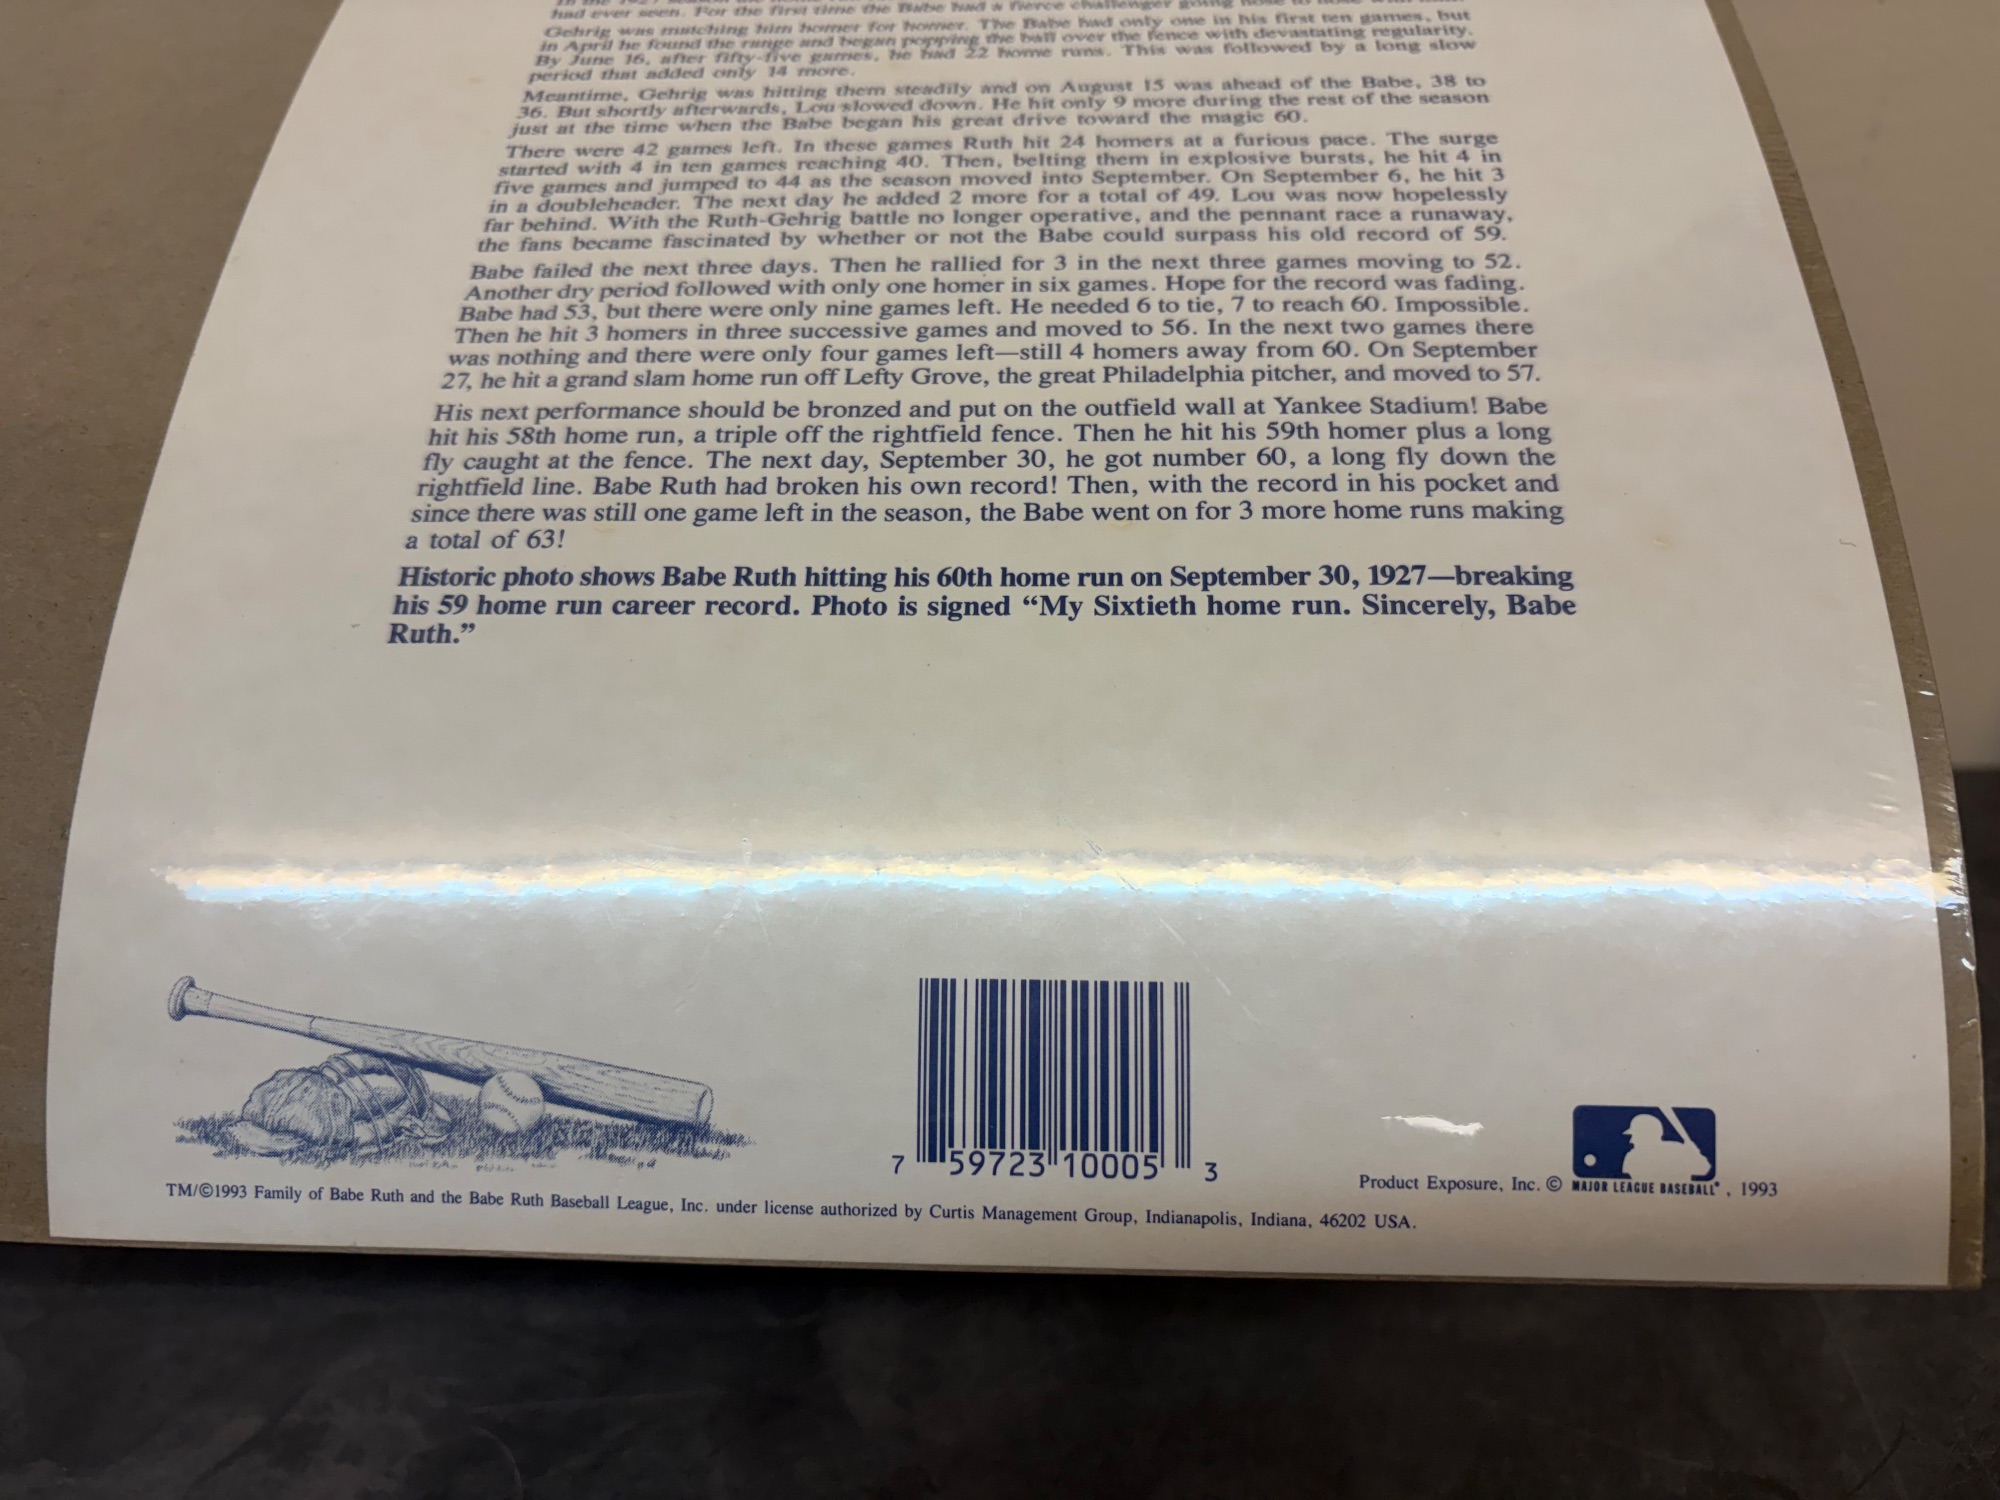 had ever seen. For the first time the Babe had a fierce challenger going nose to nose with him.
Gehrig was matching him homer for homer. The Babe had only one in his first ten games, but
in April he found the range and began popping the ball over the fence with devastating regularity.
By June 16, after fifty-five games, he had 22 home runs. This was followed by a long slow
period that added only 14 more.
Meantime, Gehrig was hitting them steadily and on August 15 was ahead of the Babe, 38 to
36. But shortly afterwards, Lou slowed down. He hit only 9 more during the rest of the season
just at the time when the Babe began his great drive toward the magic 60.
There were 42 games left. In these games Ruth hit 24 homers at a furious pace. The surge
started with 4 in ten games reaching 40. Then, belting them in explosive bursts, he hit 4 in
five games and jumped to 44 as the season moved into September. On September 6, he hit 3
in a doubleheader. The next day he added 2 more for a total of 49. Lou was now hopelessly
far behind. With the Ruth-Gehrig battle no longer operative, and the pennant race a runaway,
the fans became fascinated by whether or not the Babe could surpass his old record of 59.
Babe failed the next three days. Then he rallied for 3 in the next three games moving to 52.
Another dry period followed with only one homer in six games. Hope for the record was fading.
Babe had 53, but there were only nine games left. He needed 6 to tie, 7 to reach 60. Impossible.
Then he hit 3 homers in three successive games and moved to 56. In the next two games there
was nothing and there were only four games left—still 4 homers away from 60. On September
27, he hit a grand slam home run off Lefty Grove, the great Philadelphia pitcher, and moved to 57.
His next performance should be bronzed and put on the outfield wall at Yankee Stadium! Babe
hit his 58th home run, a triple off the rightfield fence. Then he hit his 59th homer plus a long
fly caught at the fence. The next day, September 30, he got number 60, a long fly down the
rightfield line. Babe Ruth had broken his own record! Then, with the record in his pocket and
since there was still one game left in the season, the Babe went on for 3 more home runs making
a total of 63!
Historic photo shows Babe Ruth hitting his 60th home run on September 30, 1927—breaking
his 59 home run career record. Photo is signed “My Sixtieth home run. Sincerely, Babe
Ruth.”
7 59723 10005 3
Product Exposure, Inc. © MAJOR LEAGUE BASEBALL®, 1993
TM/©1993 Family of Babe Ruth and the Babe Ruth Baseball League, Inc. under license authorized by Curtis Management Group, Indianapolis, Indiana, 46202 USA.